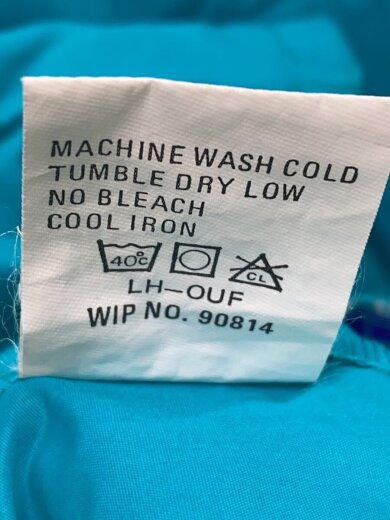 MACHINE WASH COLD
TUMBLE DRY LOW
NO BLEACH
COOL IRON
40°C CL
LH-OUF
WIP NO. 90814